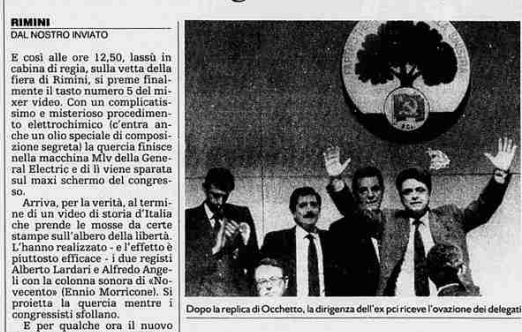 RIMINI
DAL NOSTRO INVIATO
E così alle ore 12,50, lassù in
cabina di regia, sulla vetta della
fiera di Rimini, si preme final-
mente il tasto numero 5 del mi-
xer video. Con un complicatis-
simo e misterioso procedimen-
to elettrochimico (c'entra an-
che un olio speciale di composi-
zione segreta) la quercia finisce
nella macchina Mlv della Gene-
ral Electric e di lì viene sparata
sul maxi schermo del congres-
so.
Arriva, per la verità, al termi-
ne di un video di storia d'Italia
che prende le mosse da certe
stampe sull'albero della libertà.
L'hanno realizzato - e l'effetto è
piuttosto efficace - i due registi
Alberto Lardari e Alfredo Ange-
li con la colonna sonora di «No-
vecento» (Ennio Morricone). Si
proietta la quercia mentre i
congressisti sfollano.
E per qualche ora il nuovo
Dopo la replica di Occhetto, la dirigenza dell'ex pci riceve l'ovazione dei delegati